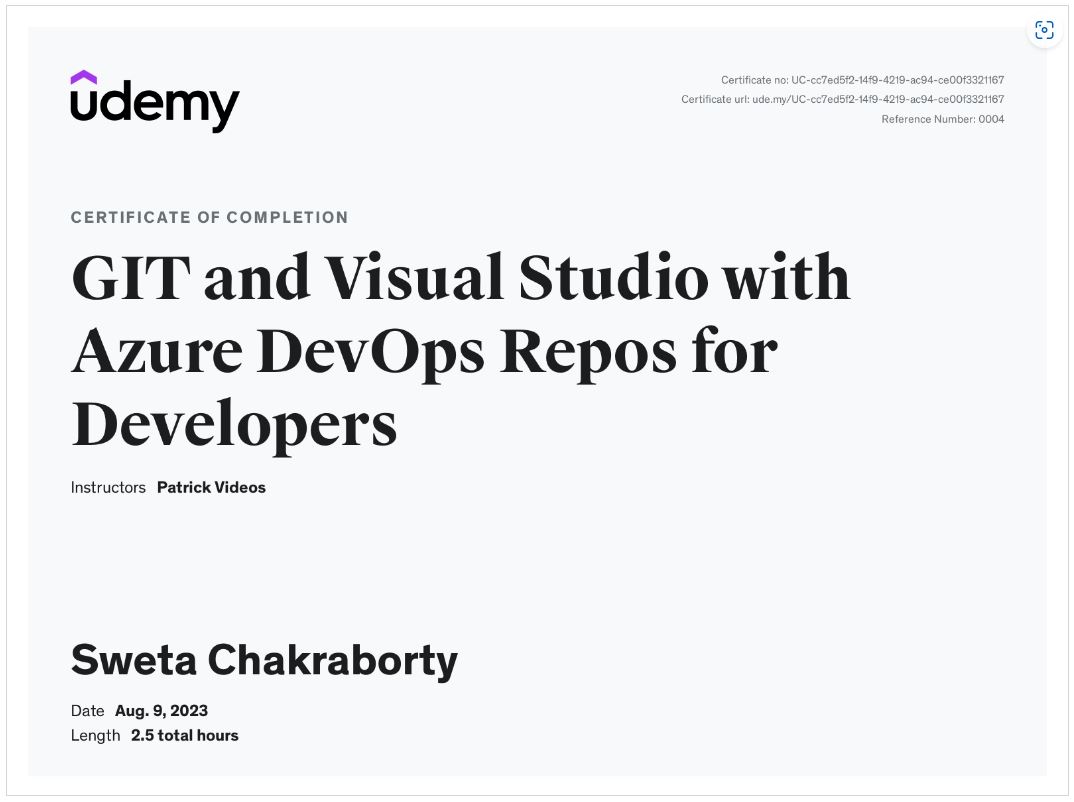 udemy
Certificate no: UC-cc7ed5f2-14f9-4219-ac94-ce00f3321167
Certificate url: ude.my/UC-cc7ed5f2-14f9-4219-ac94-ce00f3321167
Reference Number: 0004
CERTIFICATE OF COMPLETION
GIT and Visual Studio with
Azure DevOps Repos for
Developers
Instructors Patrick Videos
Sweta Chakraborty
Date Aug. 9, 2023
Length 2.5 total hours